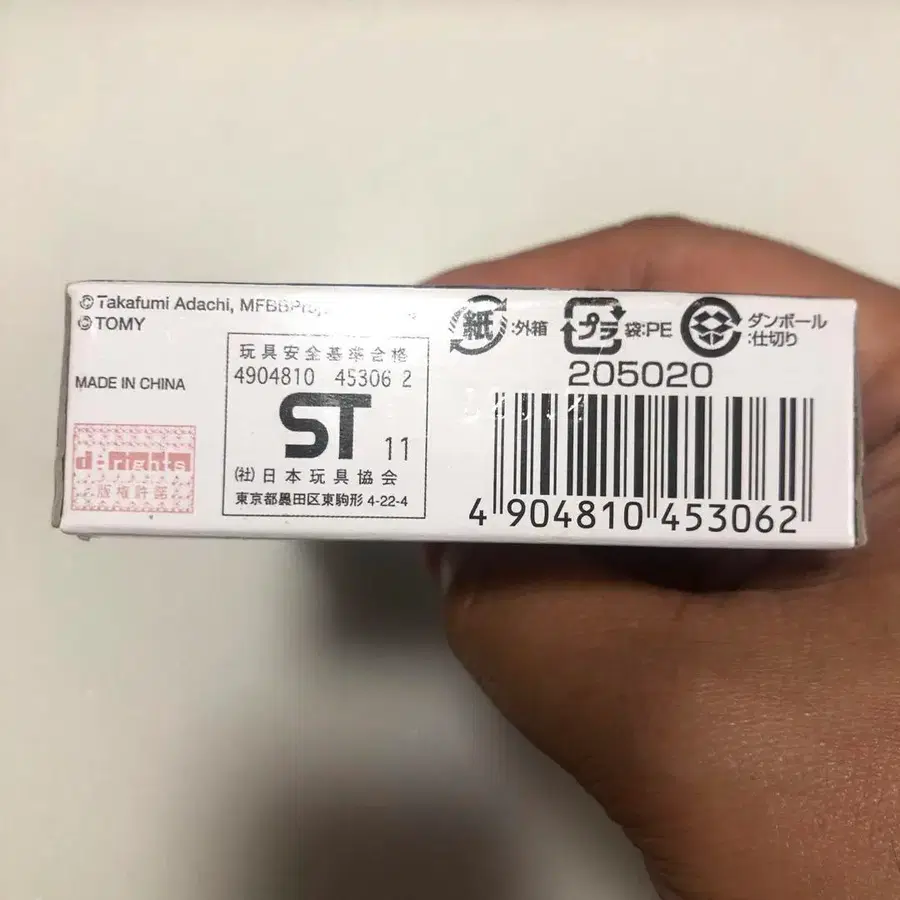 © Takafumi Adachi, MFBBProj
© TOMY
MADE IN CHINA
d-rights
版権許諾
玩具安全基準合格
4904810 45306 2
ST 11
(社)日本玩具協会
東京都墨田区東駒形 4-22-4
紙 :外箱
プラ 袋:PE
ダンボール
:仕切り
205020
4 904810 453062